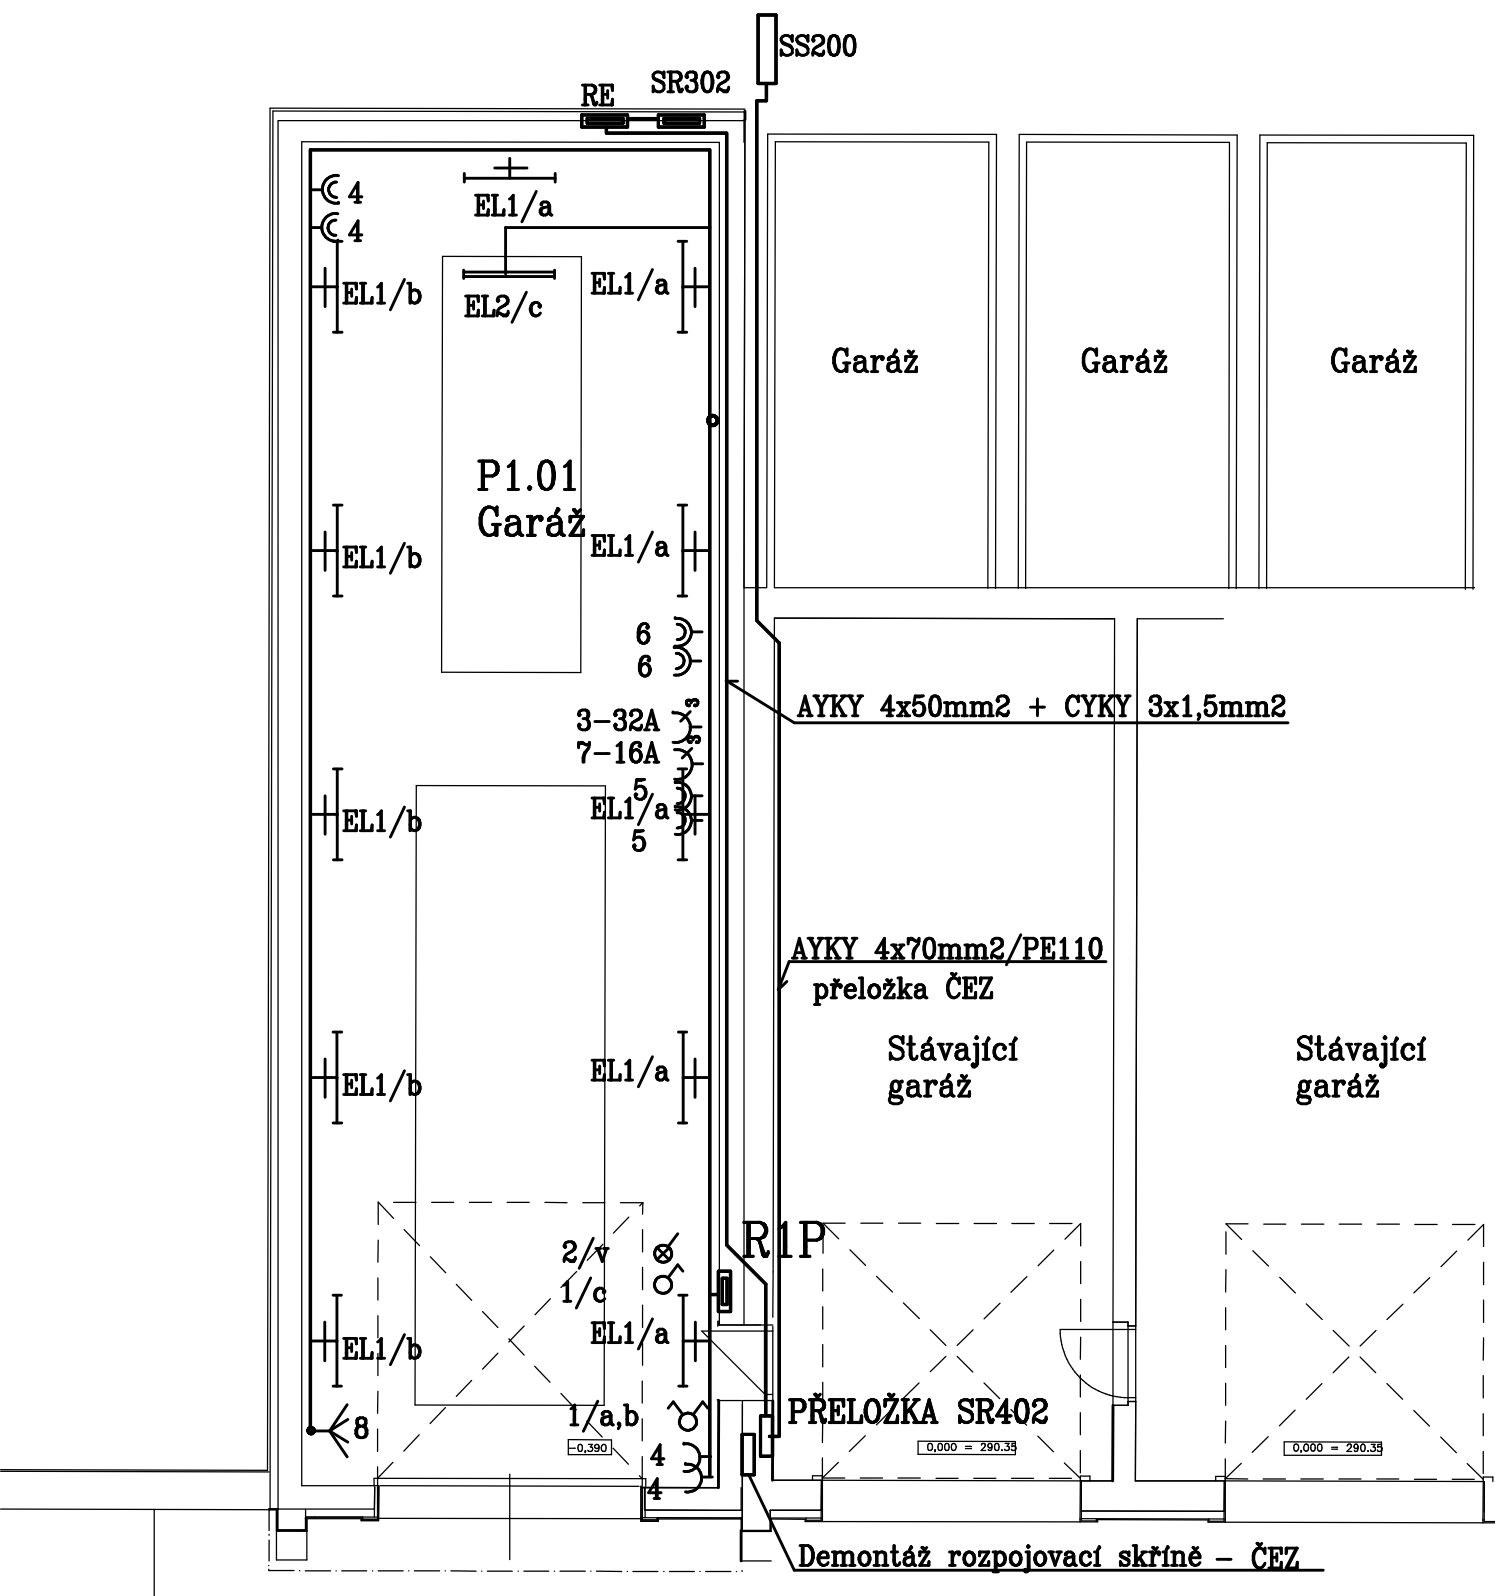 SS200
SR302
RE
4
EL1/a
4
EL1/b
EL1/a
EL2/c
Garáž
Garáž
Garáž
P1.01
Garáž
EL1/b
EL1/a
6
6
3-32A
3
AYKY 4x50mm2 + CYKY 3x1,5mm2
7-16A
3
5
EL1/b
EL1/a
5
AYKY 4x70mm2/PE110
přeložka ČEZ
Stávající
garáž
Stávající
garáž
EL1/b
EL1/a
R1P
2/v
1/c
EL1/b
EL1/a
1/a,b
8
PŘELOŽKA SR402
-0,390
4
4
0,000 = 290.35
0,000 = 290.35
Demontáž rozpojovací skříně - ČEZ